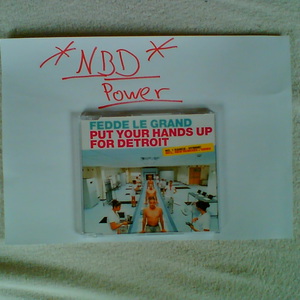 *NBD*
Power
FEDDE LE GRAND
PUT YOUR HANDS UP
FOR DETROIT